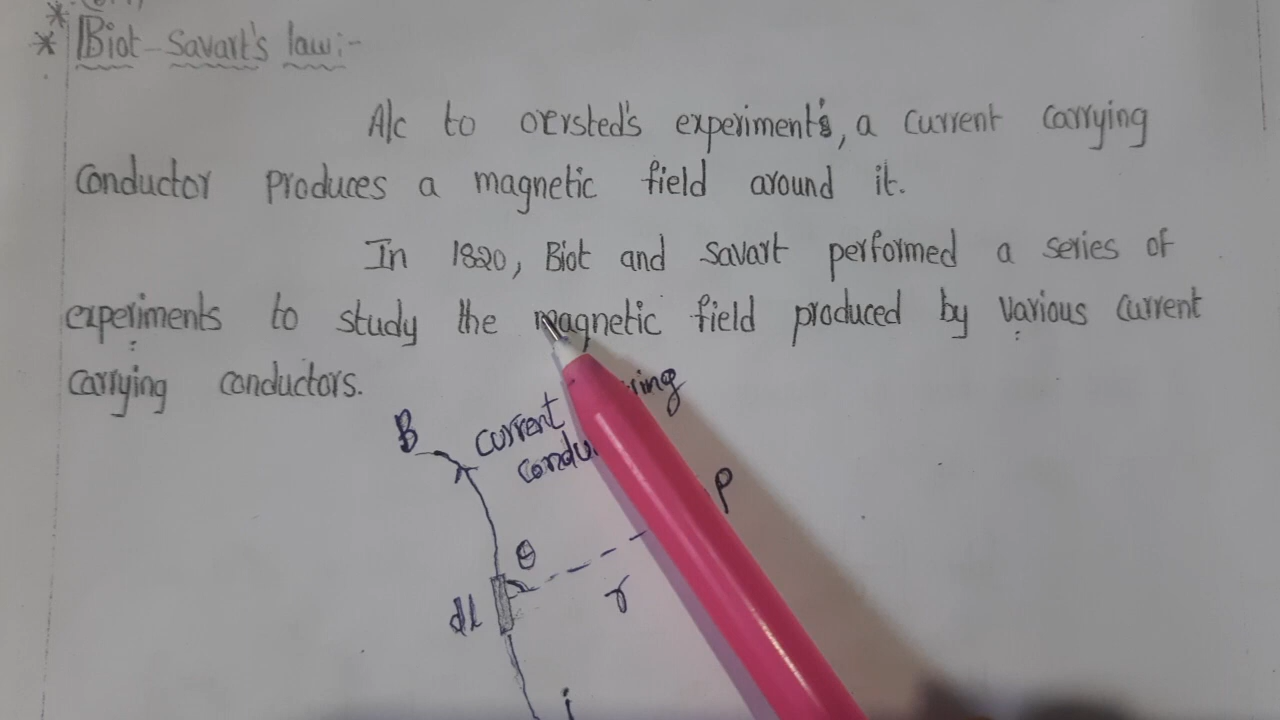 * Biot-Savart's law:-
A/c to oersted's experiment's, a current carrying
conductor produces a magnetic field around it.
In 1820, Biot and Savart performed a series of
experiments to study the magnetic field produced by various current
carrying conductors.
B
current
P
θ
dl
r
i